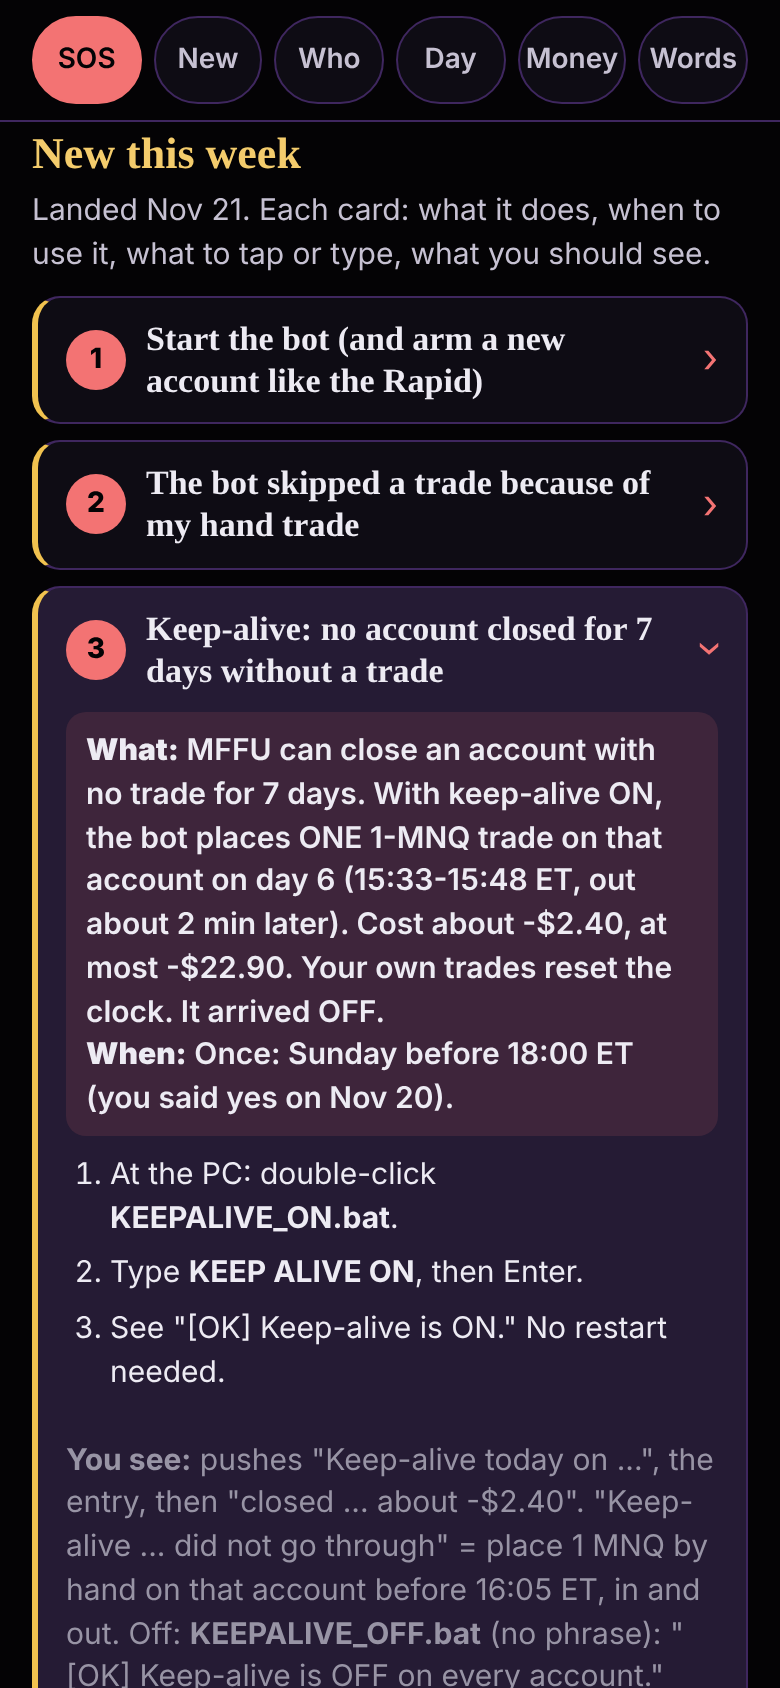 SOS
New
Who
Day
Money
Words
New this week
Landed Nov 21. Each card: what it does, when to
use it, what to tap or type, what you should see.
1
Start the bot (and arm a new
account like the Rapid)
2
The bot skipped a trade because of
my hand trade
3
Keep-alive: no account closed for 7
days without a trade
What: MFFU can close an account with
no trade for 7 days. With keep-alive ON,
the bot places ONE 1-MNQ trade on that
account on day 6 (15:33-15:48 ET, out
about 2 min later). Cost about -$2.40, at
most -$22.90. Your own trades reset the
clock. It arrived OFF.
When: Once: Sunday before 18:00 ET
(you said yes on Nov 20).
1. At the PC: double-click
KEEPALIVE_ON.bat.
2. Type KEEP ALIVE ON, then Enter.
3. See "[OK] Keep-alive is ON." No restart
needed.
You see: pushes "Keep-alive today on ...", the
entry, then "closed ... about -$2.40". "Keep-
alive ... did not go through" = place 1 MNQ by
hand on that account before 16:05 ET, in and
out. Off: KEEPALIVE_OFF.bat (no phrase): "
[OK] Keep-alive is OFF on every account."